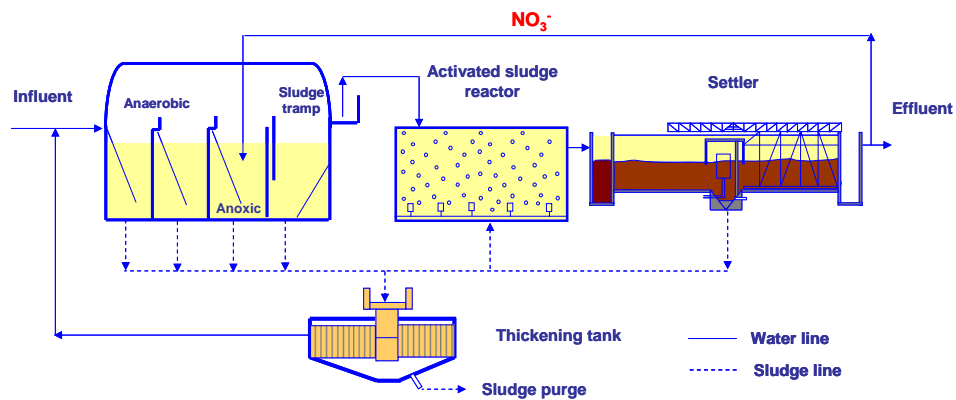 NO3-
Influent
Anaerobic
Sludge
tramp
Activated sludge
reactor
Settler
Effluent
Anoxic
Thickening tank
Sludge purge
Water line
Sludge line